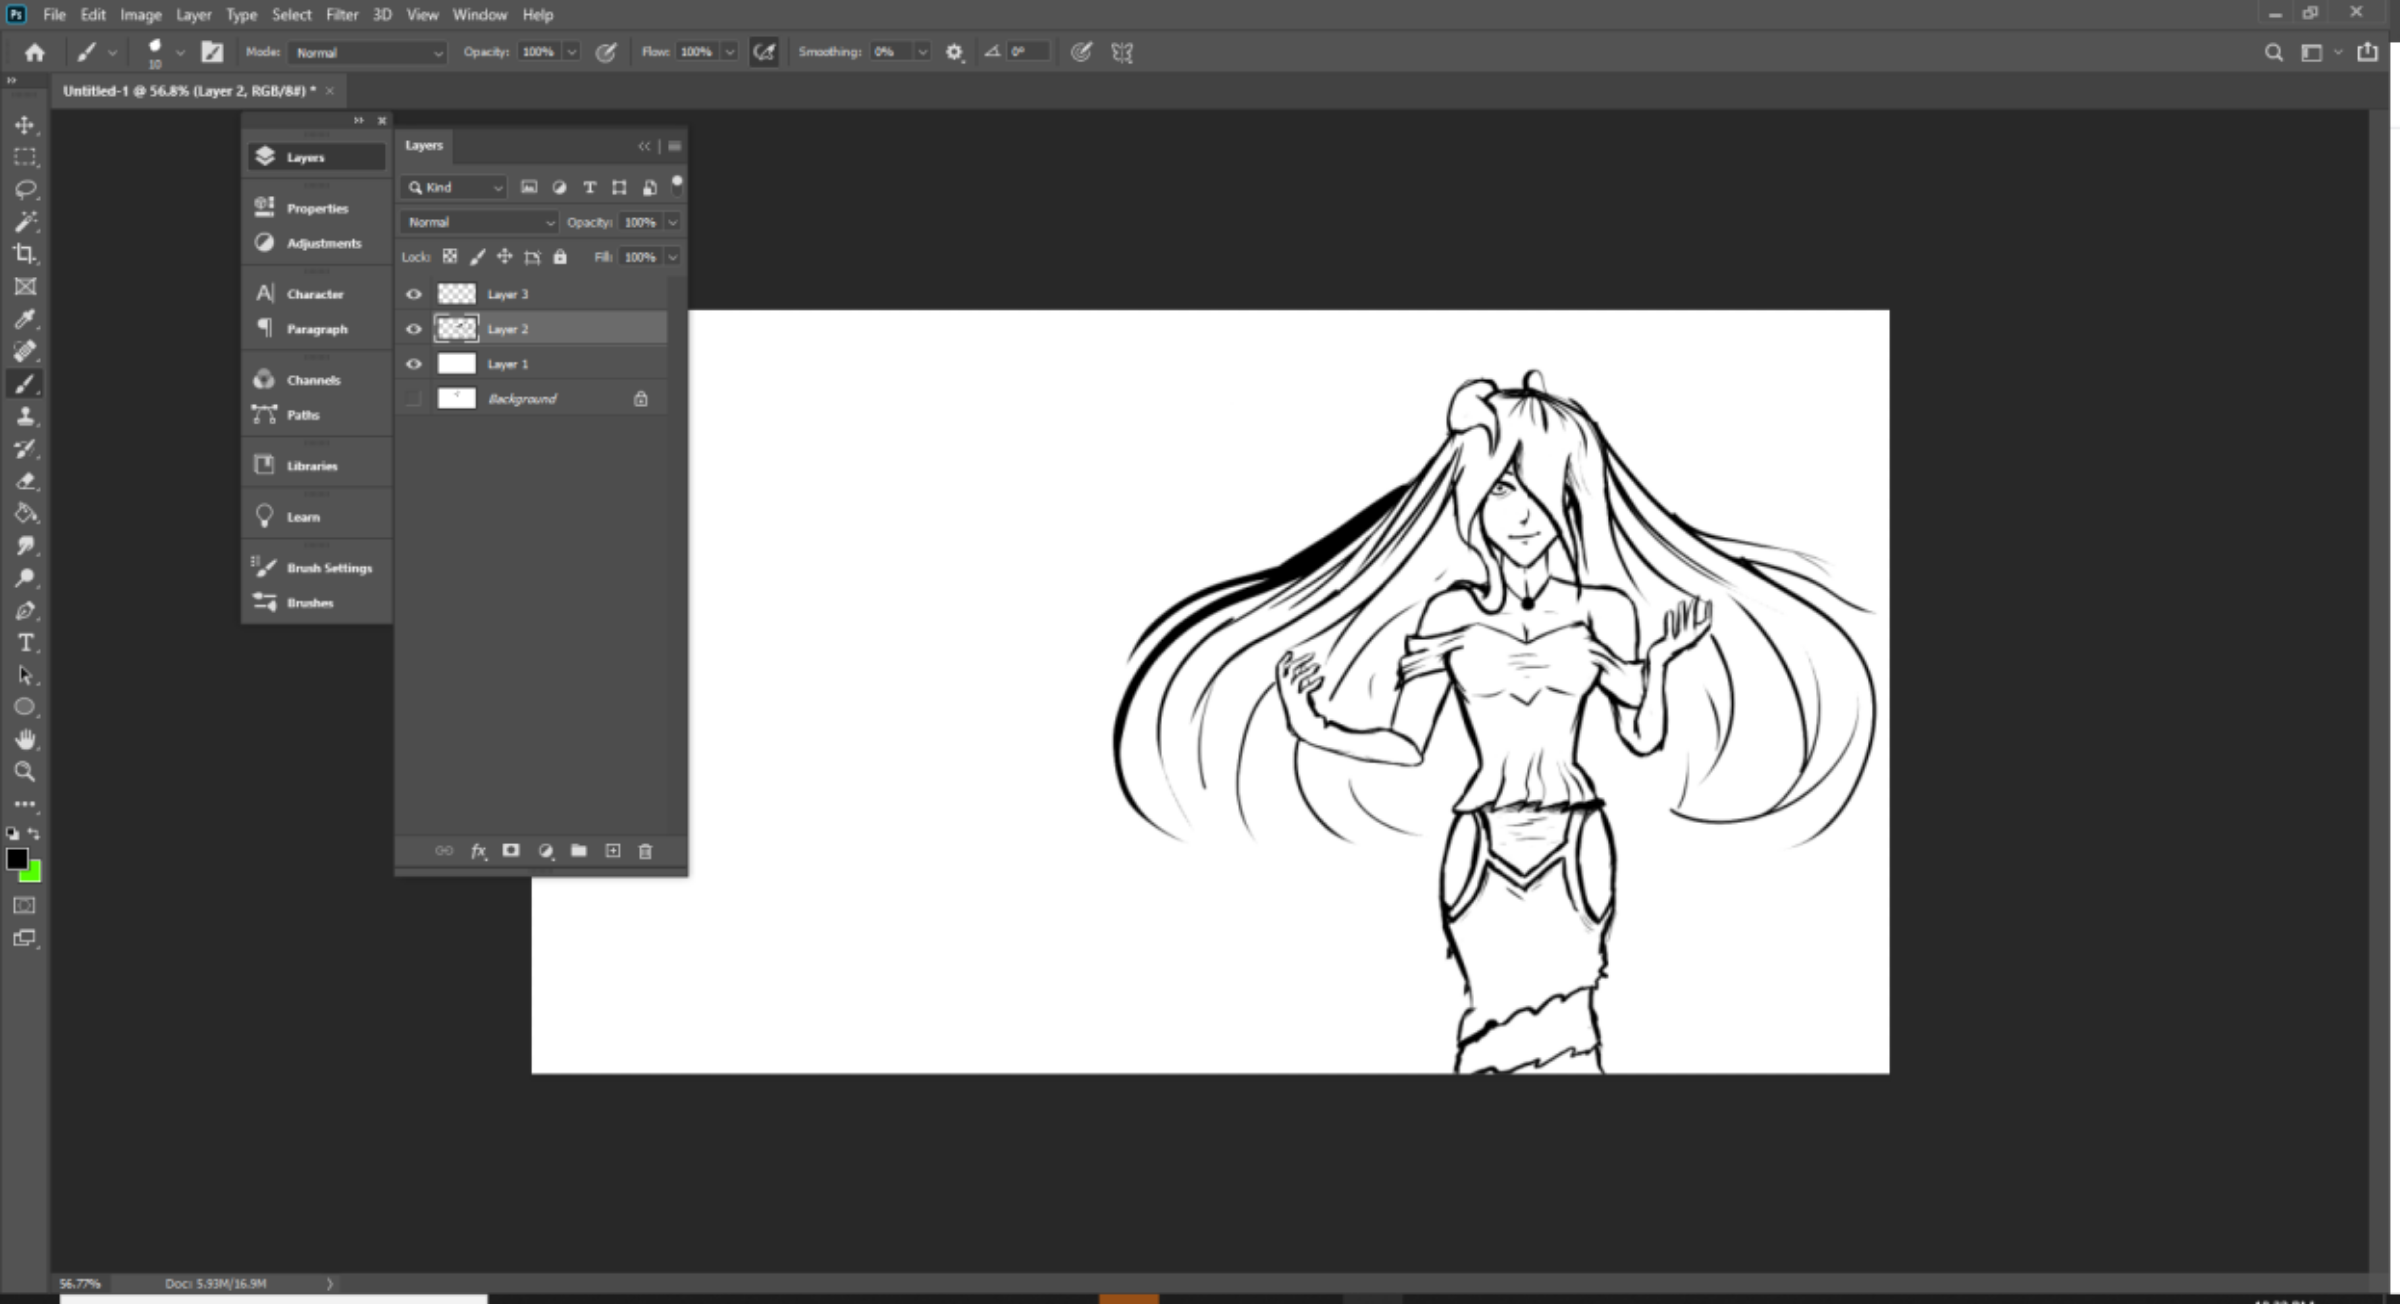 Ps File Edit Image Layer Type Select Filter 3D View Window Help
10 Mode: Normal Opacity: 100% Flow: 100% Smoothing: 0% 0°
Untitled-1 @ 56.8% (Layer 2, RGB/8#) * ×
Layers
Properties
Adjustments
Character
Paragraph
Channels
Paths
Libraries
Learn
Brush Settings
Brushes
Layers
Kind
Normal Opacity: 100%
Lock: Fill: 100%
Layer 3
Layer 2
Layer 1
Background
fx
56.77% Doc: 5.93M/16.9M